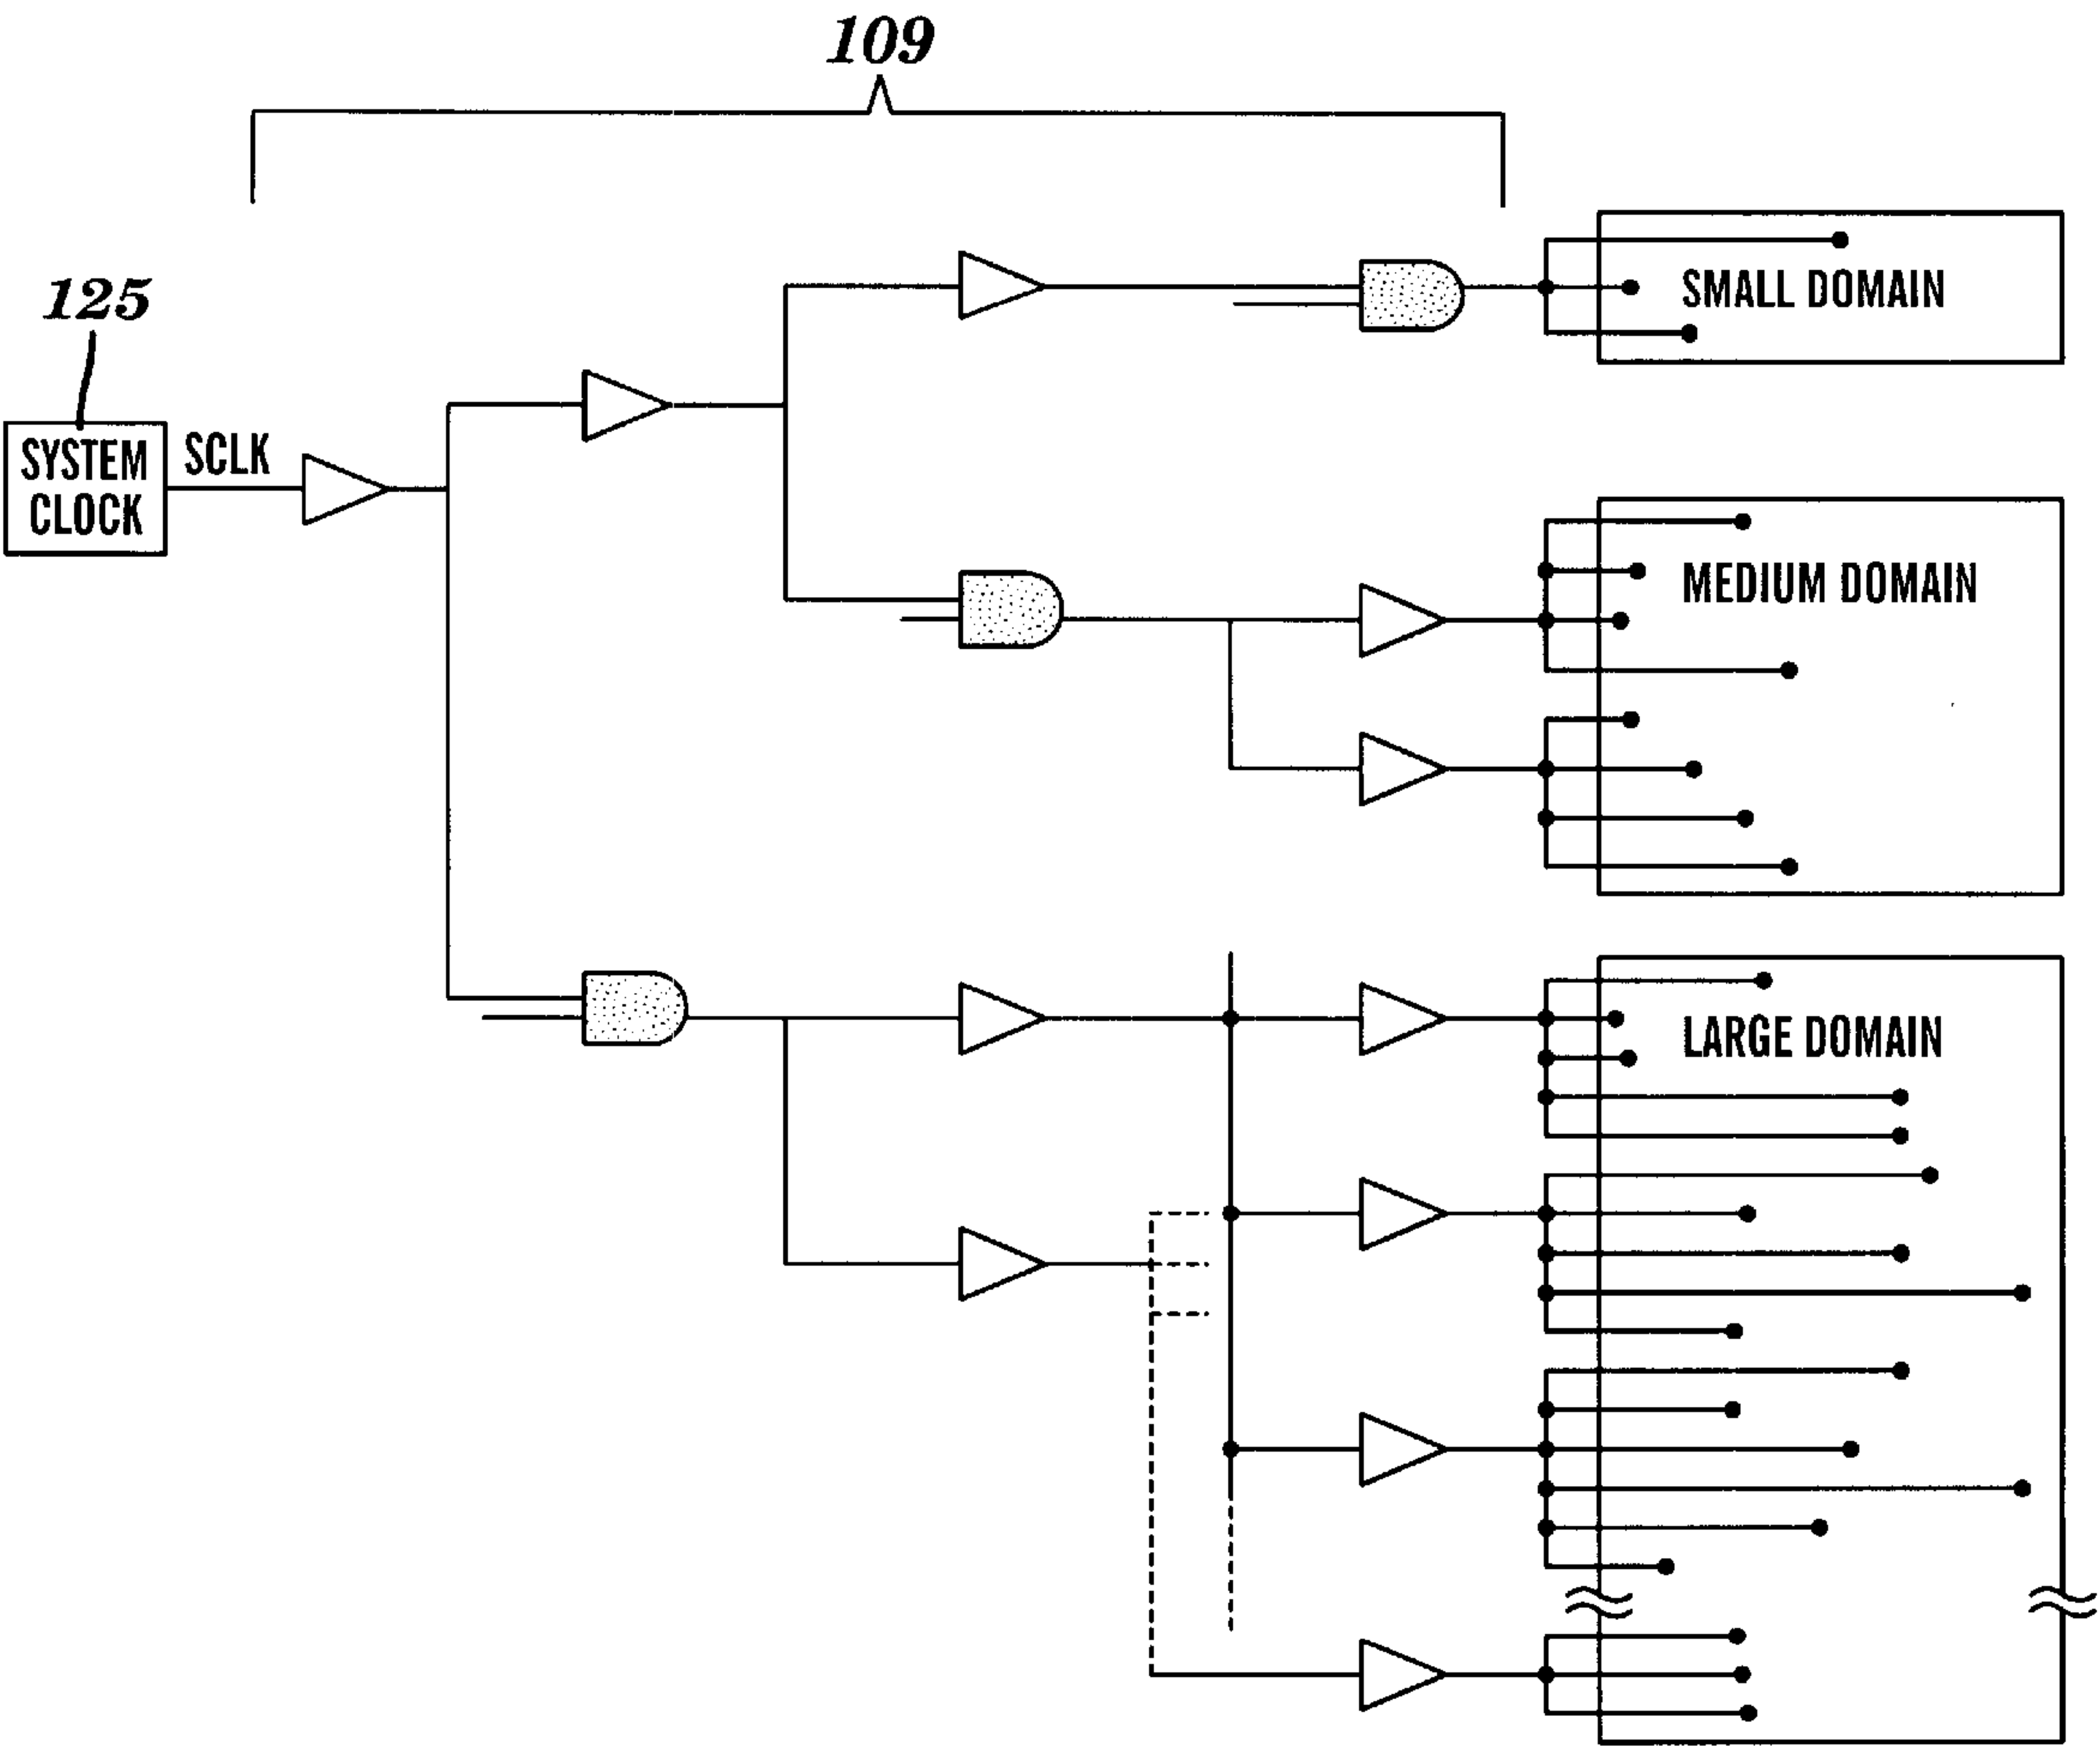 109
125
SYSTEM
CLOCK
SCLK
SMALL DOMAIN
MEDIUM DOMAIN
LARGE DOMAIN